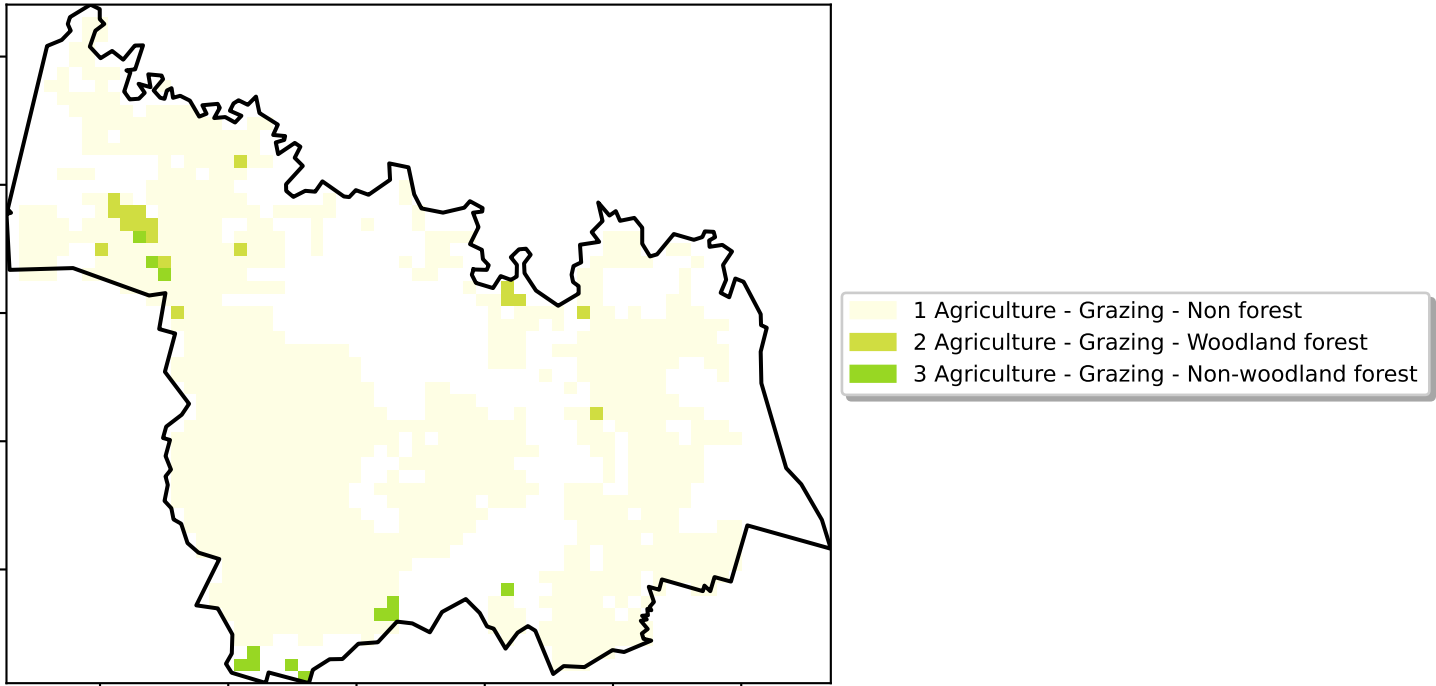 1 Agriculture - Grazing - Non forest
2 Agriculture - Grazing - Woodland forest
3 Agriculture - Grazing - Non-woodland forest